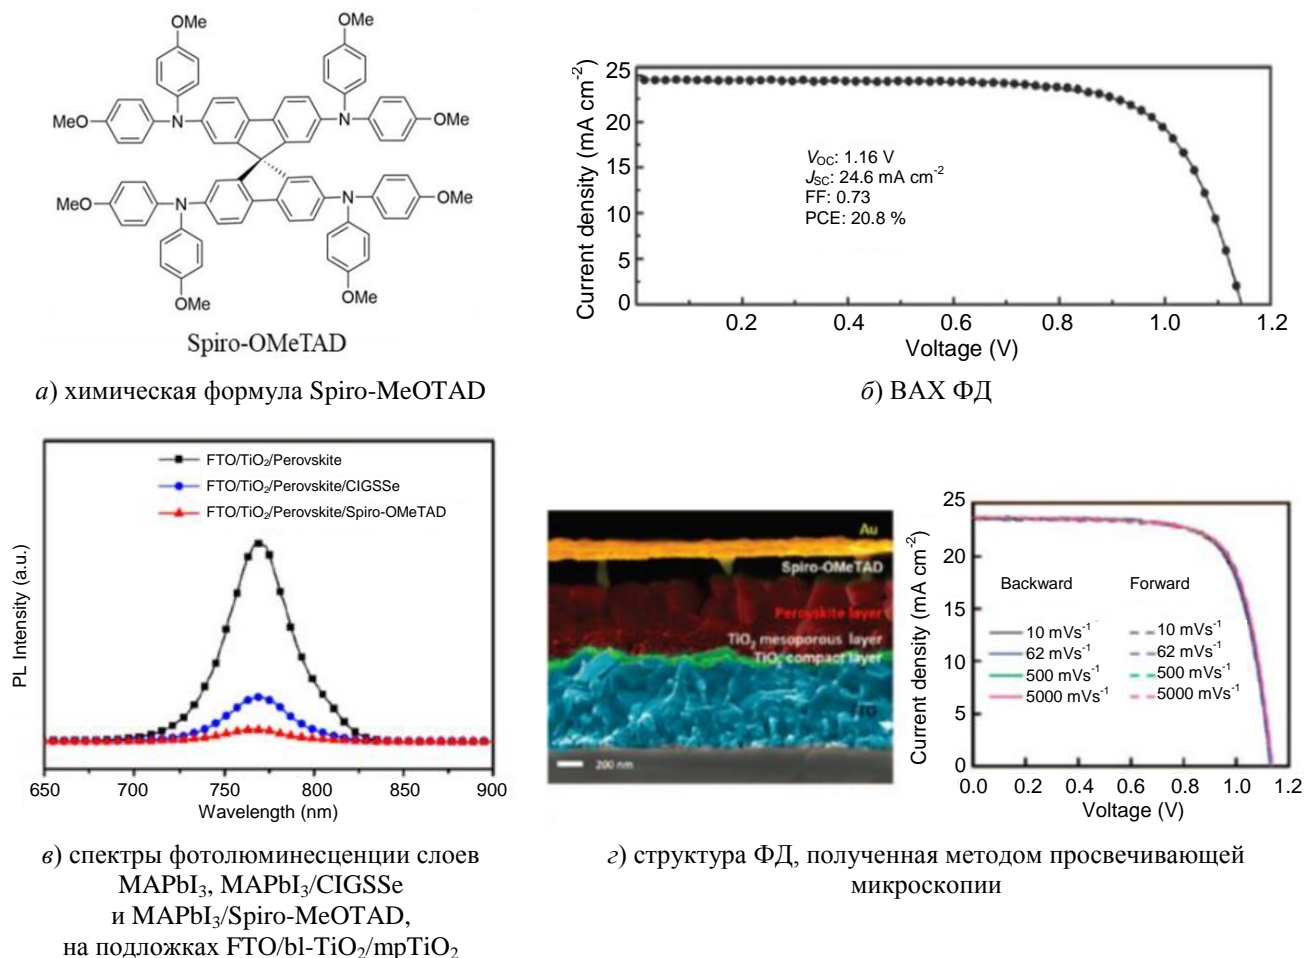 OMe
OMe
OMe
OMe
MeO
N
N
OMe
MeO
N
N
OMe
OMe
OMe
Spiro-OMeTAD
а) химическая формула Spiro-MeOTAD
Current density (mA cm⁻²)
25
20
15
10
5
0
V_OC: 1.16 V
J_SC: 24.6 mA cm⁻²
FF: 0.73
PCE: 20.8 %
0.2 0.4 0.6 0.8 1.0 1.2
Voltage (V)
б) ВАХ ФД
PL Intensity (a.u.)
FTO/TiO₂/Perovskite
FTO/TiO₂/Perovskite/CIGSSe
FTO/TiO₂/Perovskite/Spiro-OMeTAD
650 700 750 800 850 900
Wavelength (nm)
в) спектры фотолюминесценции слоев
MAPbI₃, MAPbI₃/CIGSSe
и MAPbI₃/Spiro-MeOTAD,
на подложках FTO/bl-TiO₂/mpTiO₂
Au
Spiro-OMeTAD
Perovskite layer
TiO₂ mesoporous layer
TiO₂ compact layer
FTO
200 nm
Current density (mA cm⁻²)
25
20
15
10
5
0
Backward Forward
10 mVs⁻¹ 10 mVs⁻¹
62 mVs⁻¹ 62 mVs⁻¹
500 mVs⁻¹ 500 mVs⁻¹
5000 mVs⁻¹ 5000 mVs⁻¹
0.0 0.2 0.4 0.6 0.8 1.0 1.2
Voltage (V)
г) структура ФД, полученная методом просвечивающей
микроскопии